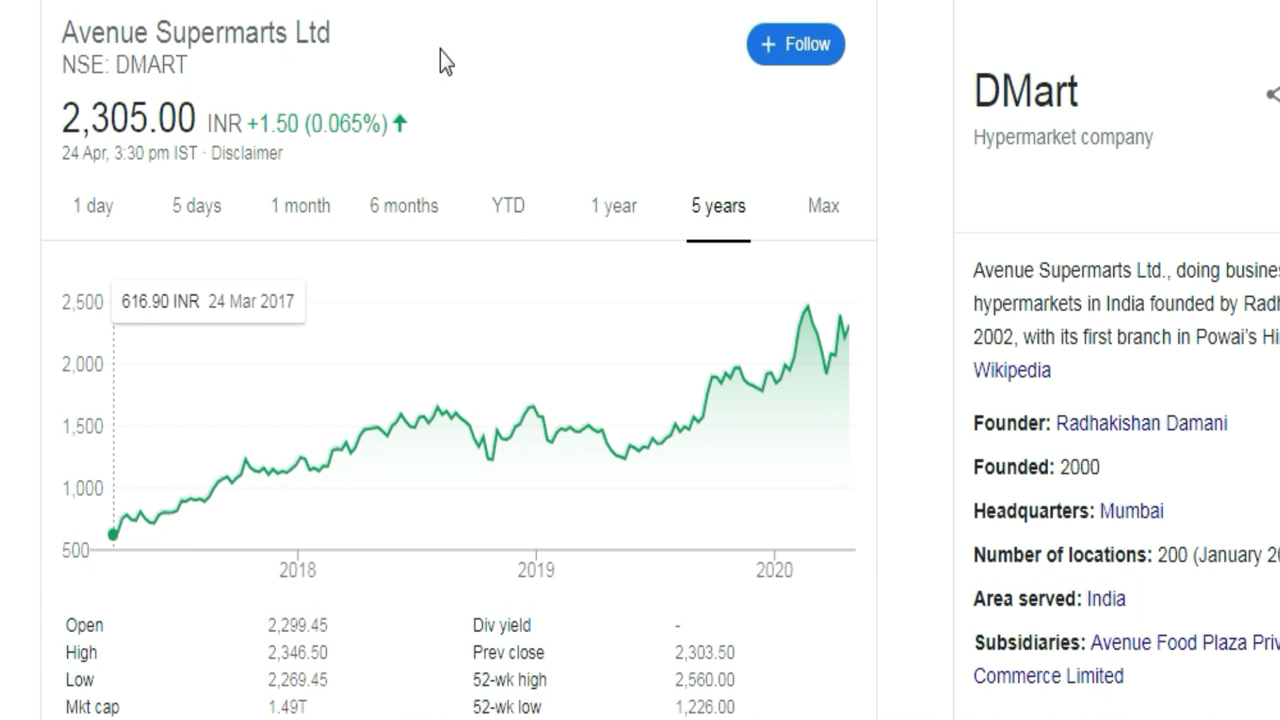 Avenue Supermarts Ltd
NSE: DMART
+ Follow
2,305.00 INR +1.50 (0.065%) ↑
24 Apr, 3:30 pm IST · Disclaimer
1 day 5 days 1 month 6 months YTD 1 year 5 years Max
616.90 INR 24 Mar 2017
2,500
2,000
1,500
1,000
500
2018 2019 2020
Open 2,299.45 Div yield -
High 2,346.50 Prev close 2,303.50
Low 2,269.45 52-wk high 2,560.00
Mkt cap 1.49T 52-wk low 1,226.00
DMart
Hypermarket company
Avenue Supermarts Ltd., doing busine
hypermarkets in India founded by Radh
2002, with its first branch in Powai's Hi
Wikipedia
Founder: Radhakishan Damani
Founded: 2000
Headquarters: Mumbai
Number of locations: 200 (January 20
Area served: India
Subsidiaries: Avenue Food Plaza Priv
Commerce Limited